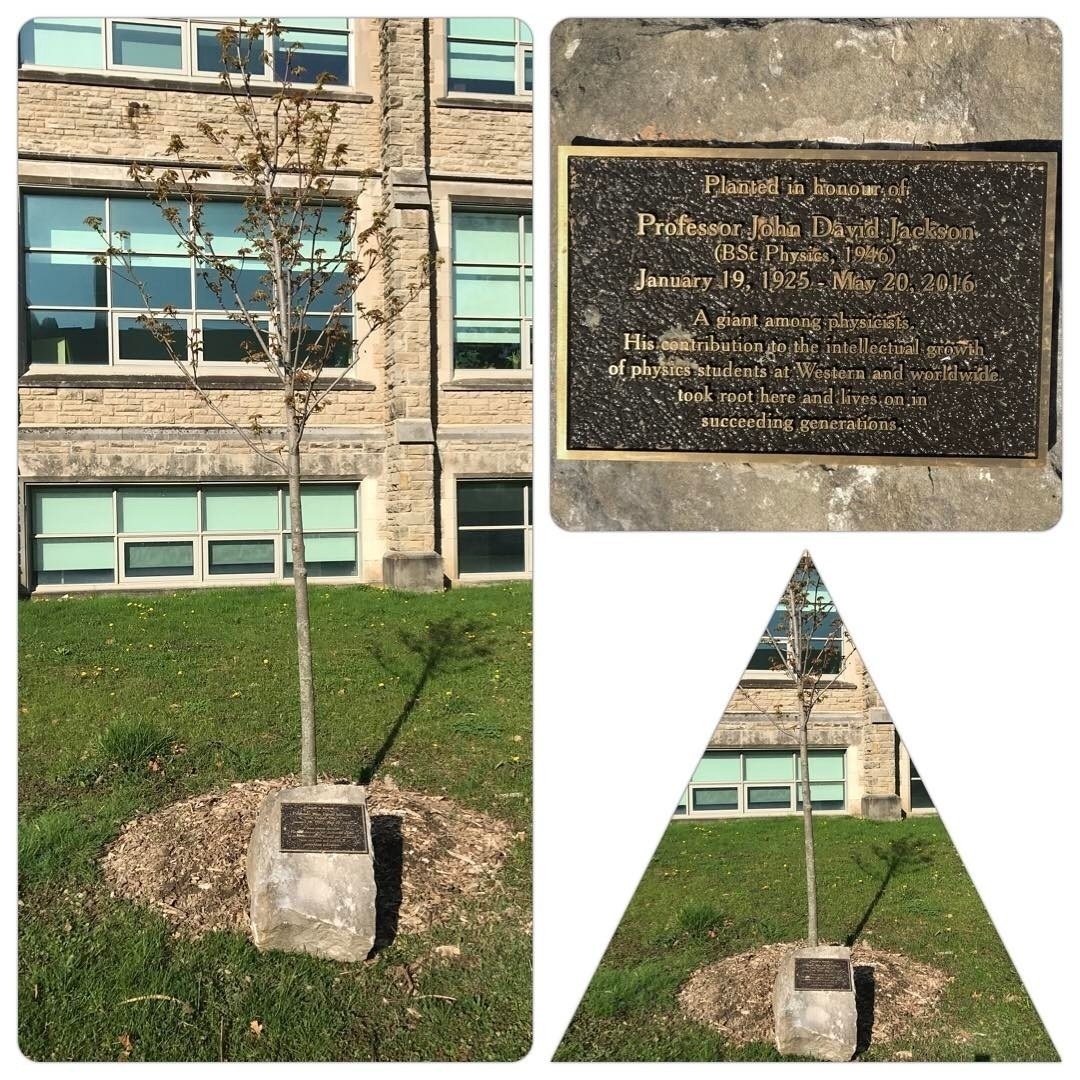 Planted in honour of:
Professor John David Jackson
(BSc Physics, 1946)
January 19, 1925 - May 20, 2016
A giant among physicists.
His contribution to the intellectual growth
of physics students at Western and worldwide
took root here and lives on in
succeeding generations.